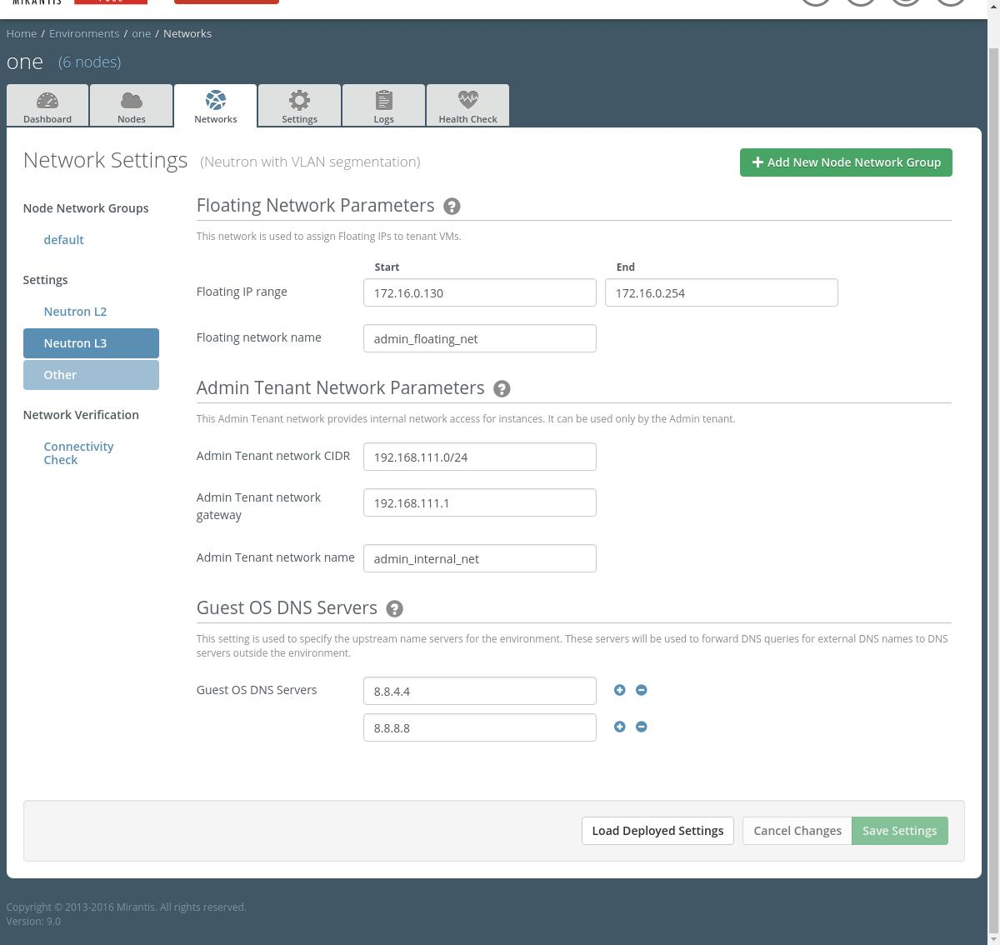 MIRANTIS FUEL
Home / Environments / one / Networks
one (6 nodes)
Dashboard Nodes Networks Settings Logs Health Check
Network Settings (Neutron with VLAN segmentation) Add New Node Network Group
Node Network Groups
default
Settings
Neutron L2
Neutron L3
Other
Network Verification
Connectivity
Check
Floating Network Parameters ?
This network is used to assign Floating IPs to tenant VMs.
Start End
Floating IP range 172.16.0.130 172.16.0.254
Floating network name admin_floating_net
Admin Tenant Network Parameters ?
This Admin Tenant network provides internal network access for instances. It can be used only by the Admin tenant.
Admin Tenant network CIDR 192.168.111.0/24
Admin Tenant network
gateway 192.168.111.1
Admin Tenant network name admin_internal_net
Guest OS DNS Servers ?
This setting is used to specify the upstream name servers for the environment. These servers will be used to forward DNS queries for external DNS names to DNS
servers outside the environment.
Guest OS DNS Servers 8.8.4.4
8.8.8.8
Load Deployed Settings Cancel Changes Save Settings
Copyright © 2013-2016 Mirantis. All rights reserved.
Version: 9.0